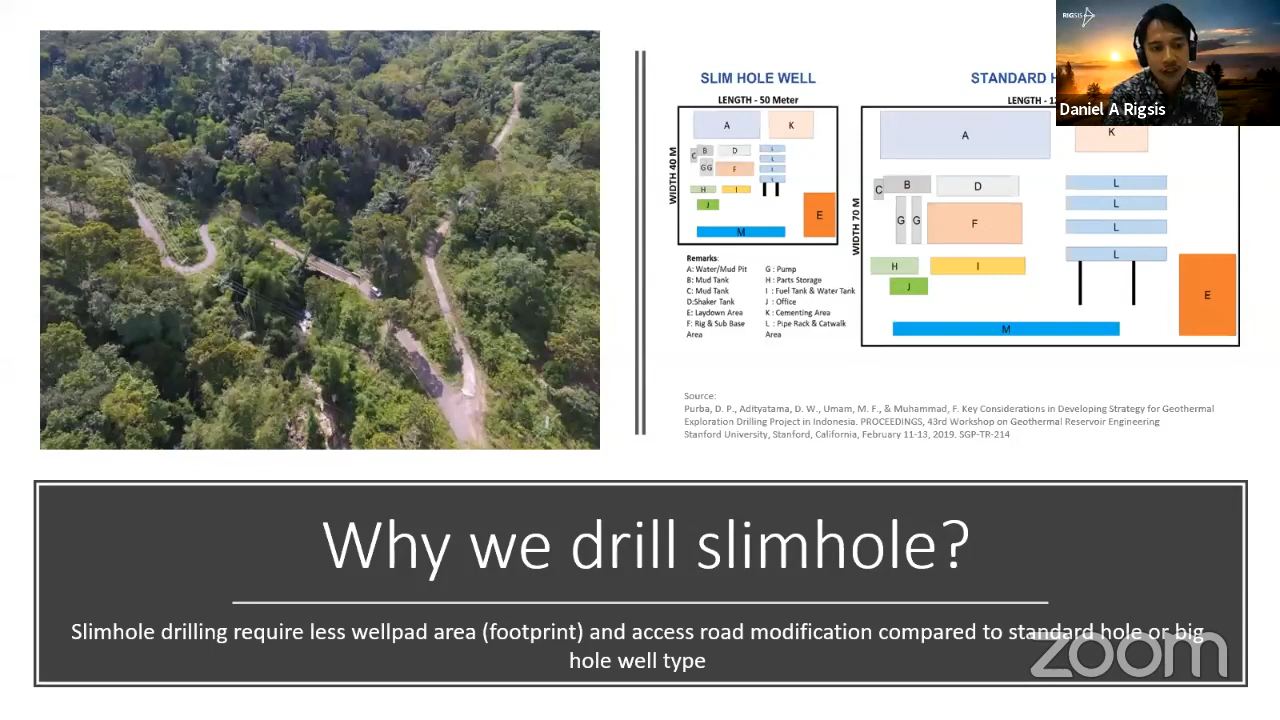 RIGSIS
Daniel A Rigsis
SLIM HOLE WELL
LENGTH - 50 Meter
WIDTH 40 M
A
K
B
C
D
L
L
G G
F
L
L
H
I
J
E
M
Remarks:
A: Water/Mud Pit
B: Mud Tank
C: Mud Tank
D:Shaker Tank
E: Laydown Area
F: Rig & Sub Base
Area
G : Pump
H : Parts Storage
I : Fuel Tank & Water Tank
J : Office
K : Cementing Area
L : Pipe Rack & Catwalk
Area
STANDARD
LENGTH -
WIDTH 70 M
A
K
C
B
D
L
L
G
G
F
L
L
H
I
J
E
M
Source:
Purba, D. P., Adityatama, D. W., Umam, M. F., & Muhammad, F. Key Considerations in Developing Strategy for Geothermal
Exploration Drilling Project in Indonesia. PROCEEDINGS, 43rd Workshop on Geothermal Reservoir Engineering
Stanford University, Stanford, California, February 11-13, 2019. SGP-TR-214
Why we drill slimhole?
Slimhole drilling require less wellpad area (footprint) and access road modification compared to standard hole or big
hole well type
zoom